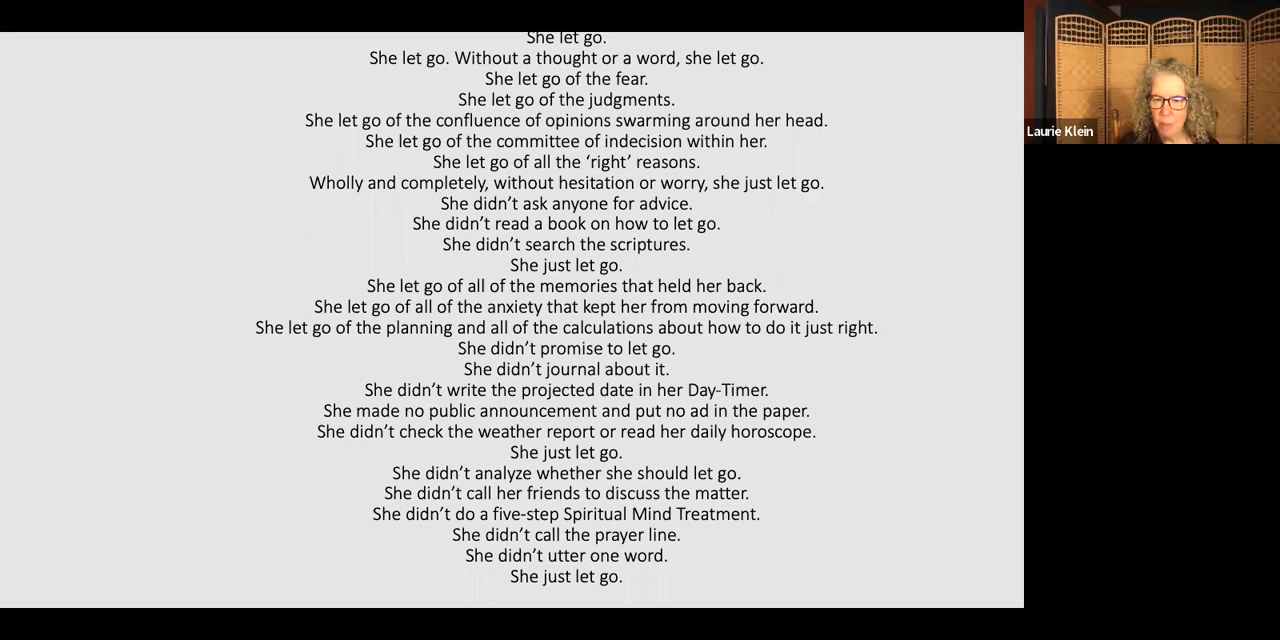 She let go.
She let go. Without a thought or a word, she let go.
She let go of the fear.
She let go of the judgments.
She let go of the confluence of opinions swarming around her head.
She let go of the committee of indecision within her.
She let go of all the ‘right’ reasons.
Wholly and completely, without hesitation or worry, she just let go.
She didn’t ask anyone for advice.
She didn’t read a book on how to let go.
She didn’t search the scriptures.
She just let go.
She let go of all of the memories that held her back.
She let go of all of the anxiety that kept her from moving forward.
She let go of the planning and all of the calculations about how to do it just right.
She didn’t promise to let go.
She didn’t journal about it.
She didn’t write the projected date in her Day-Timer.
She made no public announcement and put no ad in the paper.
She didn’t check the weather report or read her daily horoscope.
She just let go.
She didn’t analyze whether she should let go.
She didn’t call her friends to discuss the matter.
She didn’t do a five-step Spiritual Mind Treatment.
She didn’t call the prayer line.
She didn’t utter one word.
She just let go.
Laurie Klein